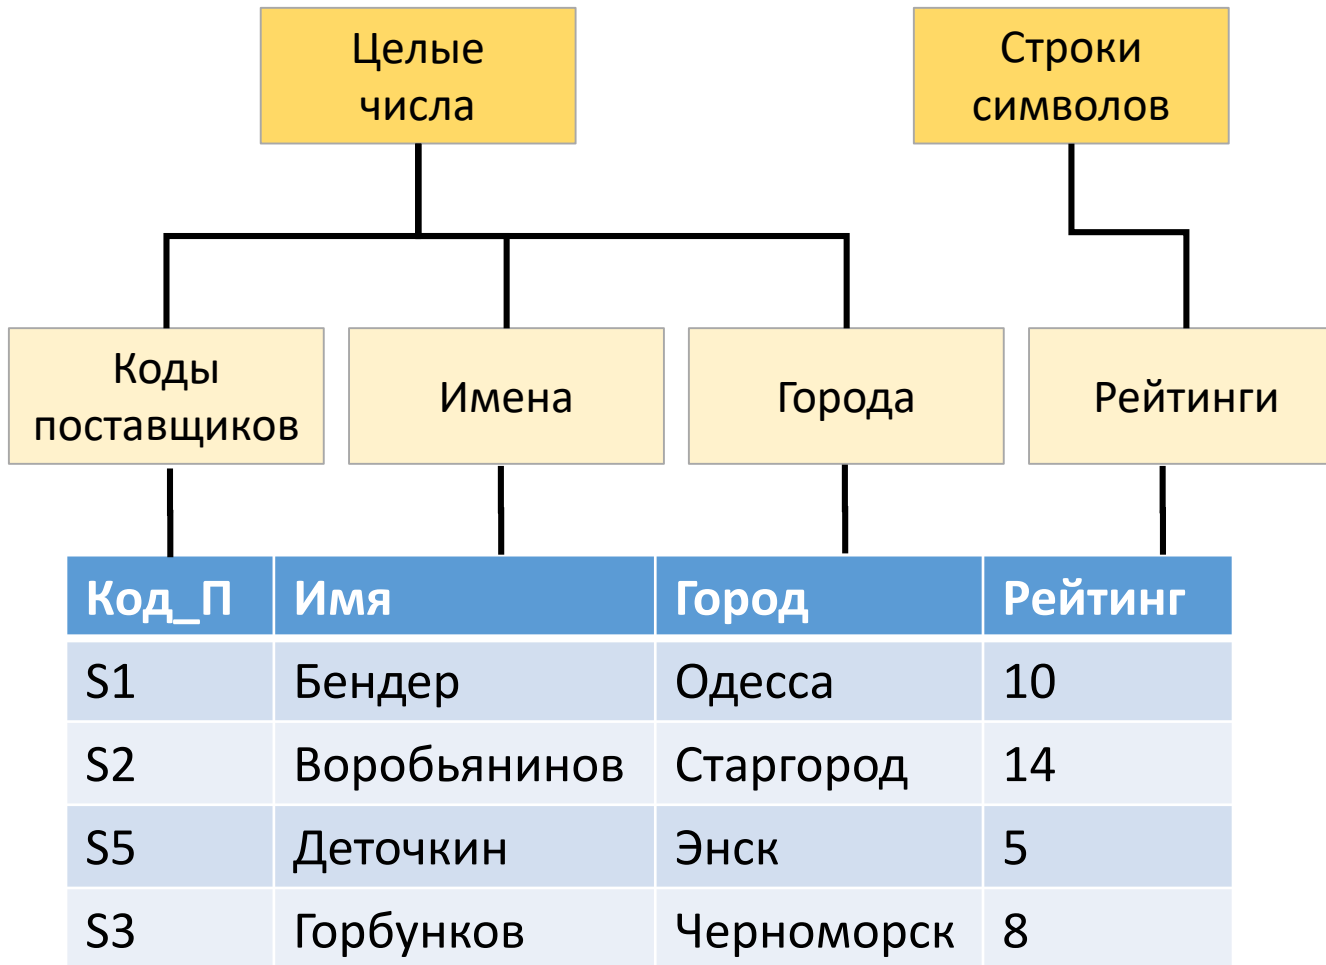 Целые
числа
Строки
символов
Коды
поставщиков
Имена
Города
Рейтинги
Код_П Имя Город Рейтинг
S1 Бендер Одесса 10
S2 Воробьянинов Старгород 14
S5 Деточкин Энск 5
S3 Горбунков Черноморск 8